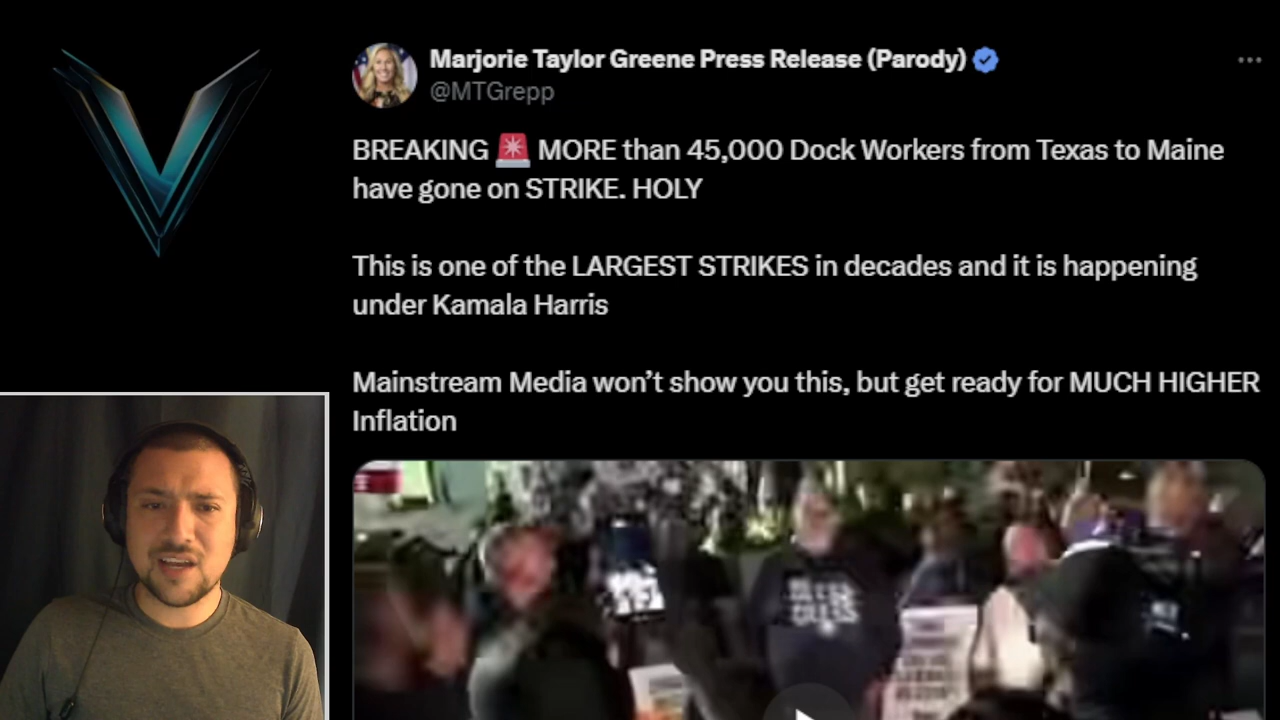 Marjorie Taylor Greene Press Release (Parody)
@MTGrepp
BREAKING 🚨 MORE than 45,000 Dock Workers from Texas to Maine
have gone on STRIKE. HOLY
This is one of the LARGEST STRIKES in decades and it is happening
under Kamala Harris
Mainstream Media won’t show you this, but get ready for MUCH HIGHER
Inflation